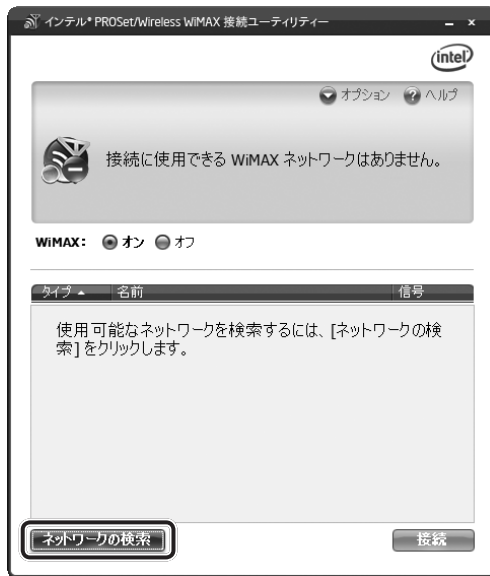 インテル® PROSet/Wireless WiMAX 接続ユーティリティー
intel
オプション ヘルプ
接続に使用できる WiMAX ネットワークはありません。
WiMAX： オン オフ
タイプ 名前 信号
使用可能なネットワークを検索するには、[ネットワークの検
索] をクリックします。
ネットワークの検索 接続